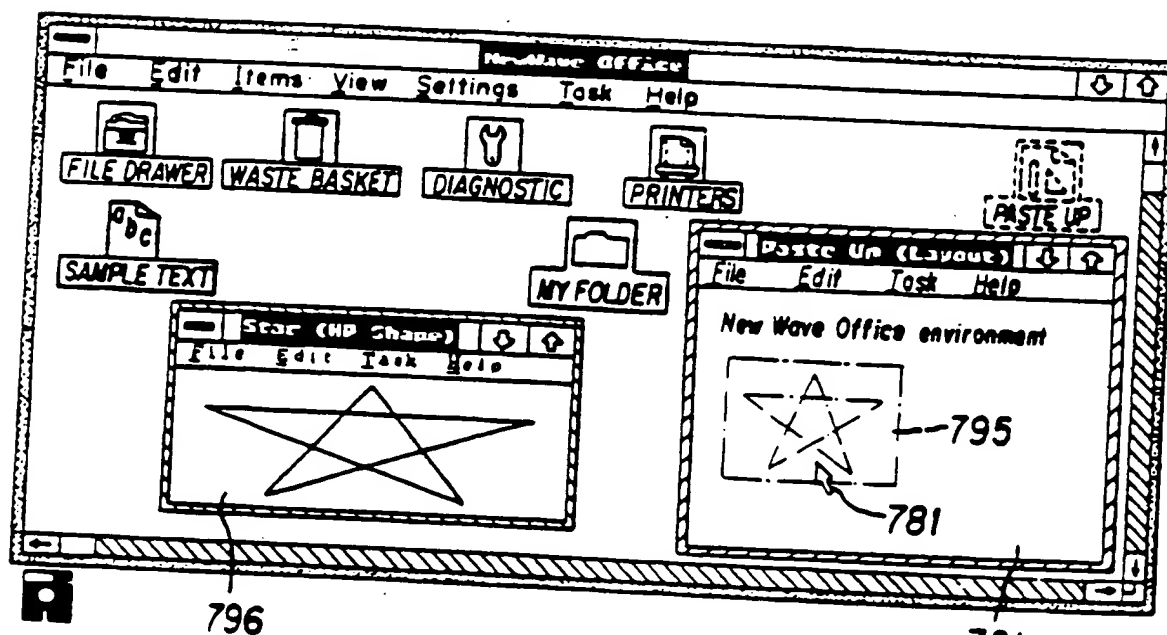 NewWave Office
File Edit Items View Settings Task Help
FILE DRAWER WASTE BASKET DIAGNOSTIC PRINTERS PASTE UP
abc
SAMPLE TEXT MY FOLDER
Star (HP Shape)
File Edit Task Help
Paste Up (Layout)
File Edit Task Help
New Wave Office environment
795
781
796